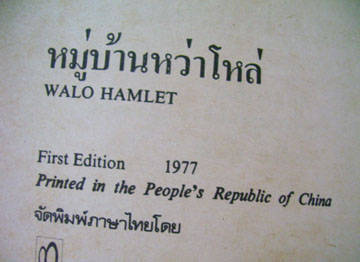 หมู่บ้านหว่าโหล่
WALO HAMLET
First Edition 1977
Printed in the People's Republic of China
จัดพิมพ์ภาษาไทยโดย